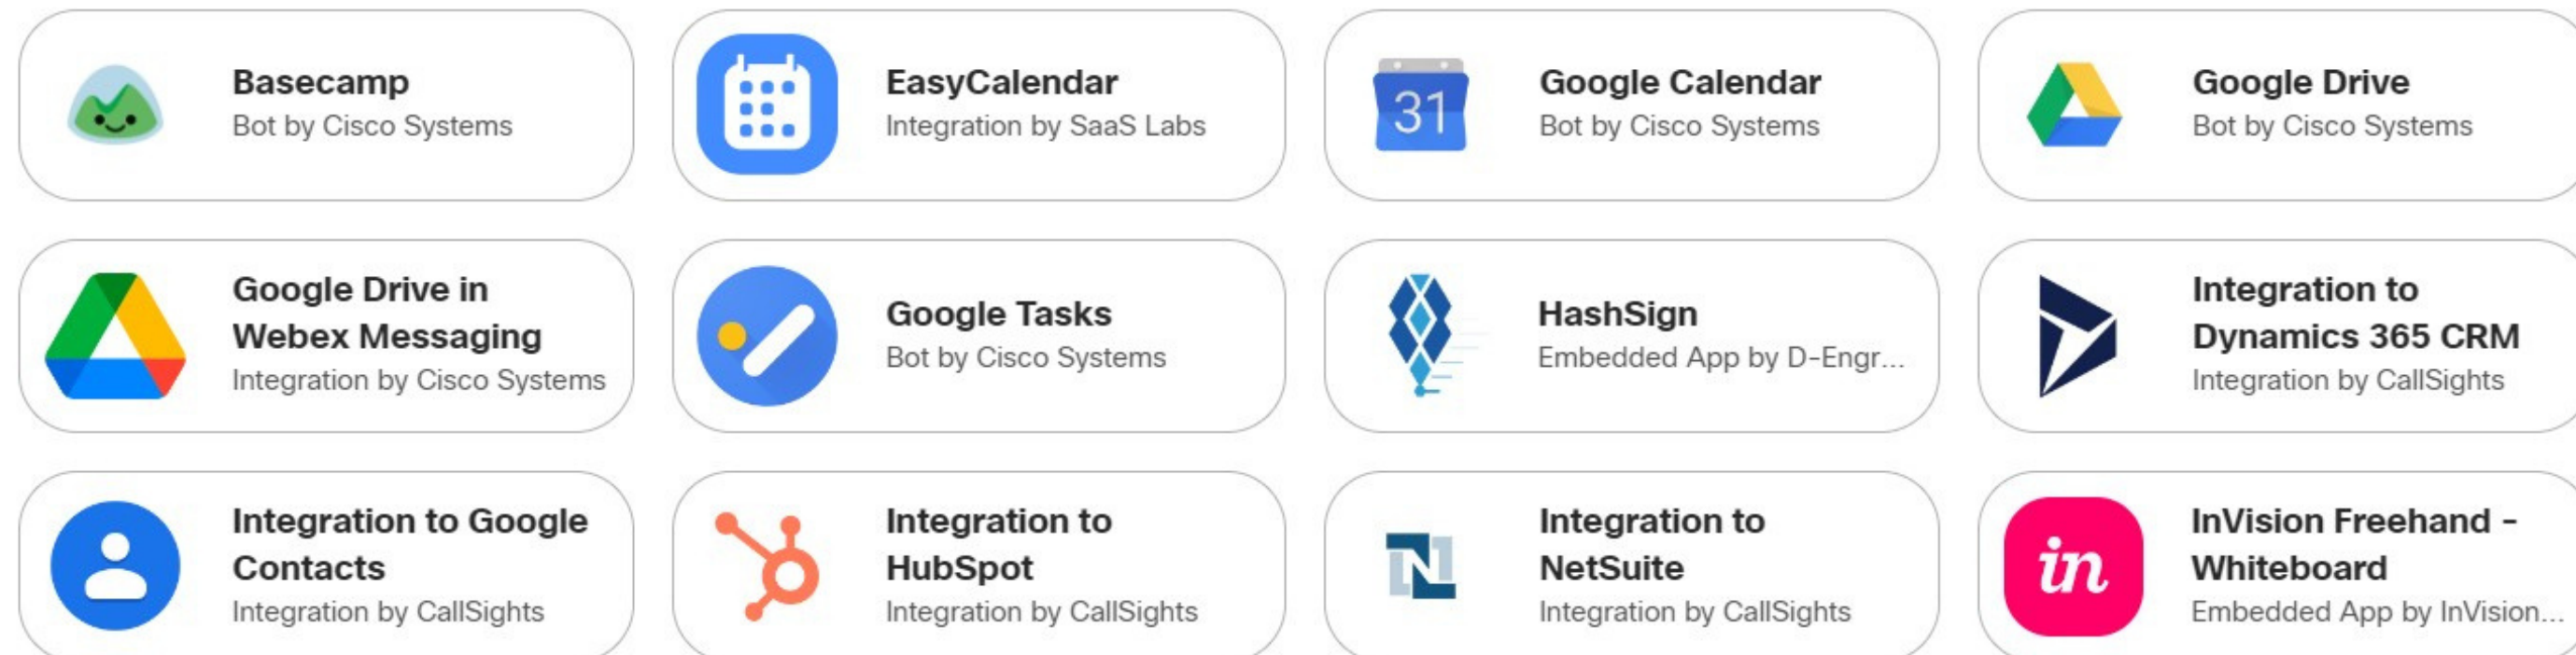 Basecamp
Bot by Cisco Systems
EasyCalendar
Integration by SaaS Labs
31
Google Calendar
Bot by Cisco Systems
Google Drive
Bot by Cisco Systems
Google Drive in
Webex Messaging
Integration by Cisco Systems
Google Tasks
Bot by Cisco Systems
HashSign
Embedded App by D-Engr...
Integration to
Dynamics 365 CRM
Integration by CallSights
Integration to Google
Contacts
Integration by CallSights
Integration to
HubSpot
Integration by CallSights
N
Integration to
NetSuite
Integration by CallSights
in
InVision Freehand -
Whiteboard
Embedded App by InVision...